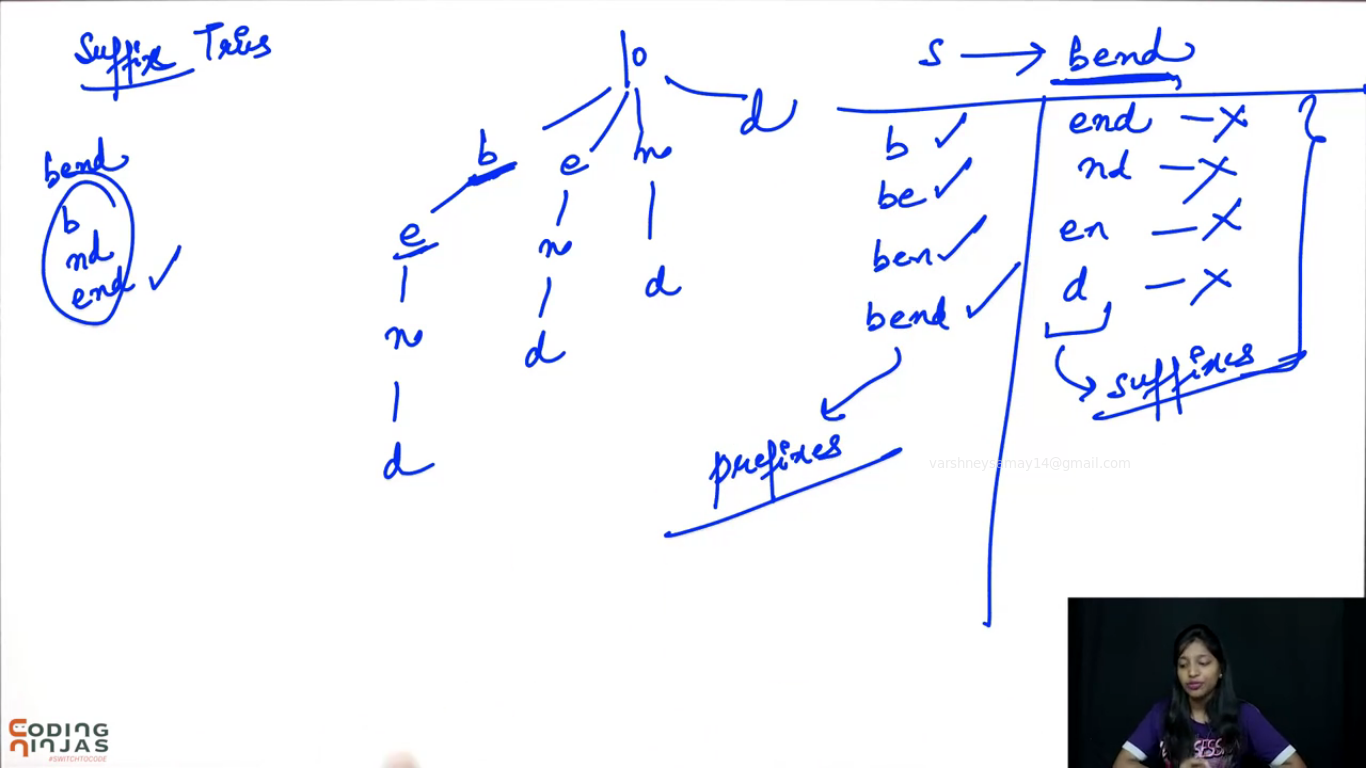 Suffix Tries
bend
b
nd
end ✓
\0
b e n d
e n d
n d
d
s → bend
b ✓
be ✓
ben ✓
bend ✓
prefixes
end - X
nd - X
en - X
d - X
suffixes
varshneysamay14@gmail.com
CODING
NINJAS
#SWITCHTOCODE